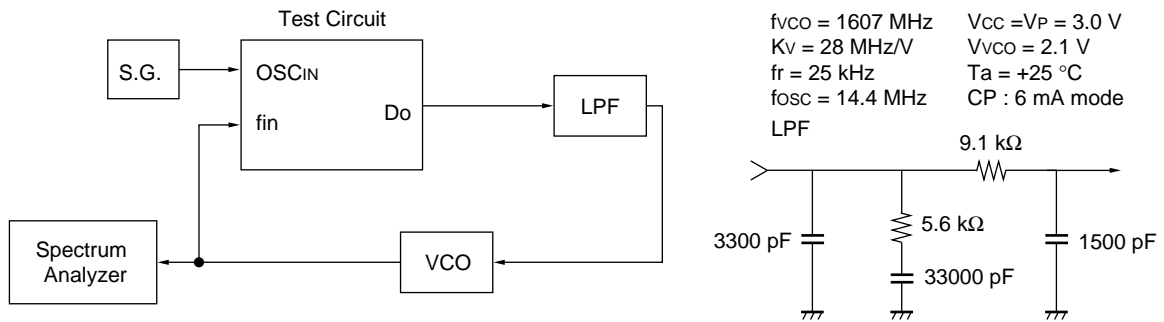 Test Circuit
S.G.
OSCIN
fin
Do
LPF
VCO
Spectrum
Analyzer
fVCO = 1607 MHz
KV = 28 MHz/V
fr = 25 kHz
fOSC = 14.4 MHz
VCC =VP = 3.0 V
VVCO = 2.1 V
Ta = +25 °C
CP : 6 mA mode
LPF
9.1 kΩ
3300 pF
5.6 kΩ
33000 pF
1500 pF